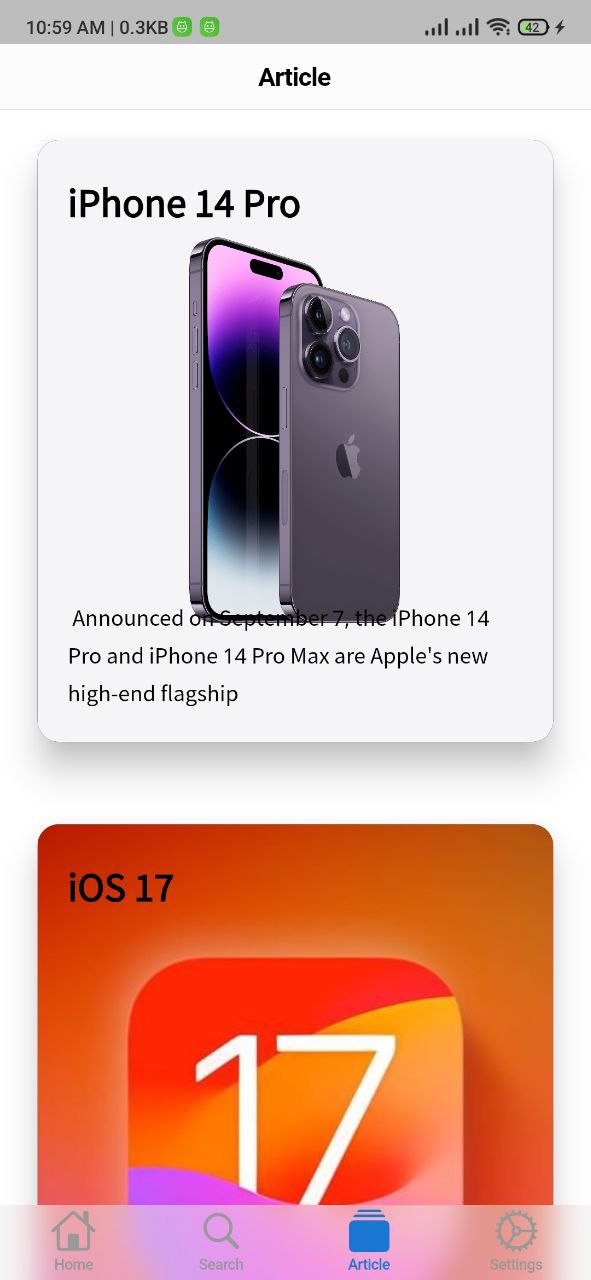 10:59 AM | 0.3KB
42
Article
iPhone 14 Pro
Announced on September 7, the iPhone 14
Pro and iPhone 14 Pro Max are Apple's new
high-end flagship
iOS 17
17
Home
Search
Article
Settings